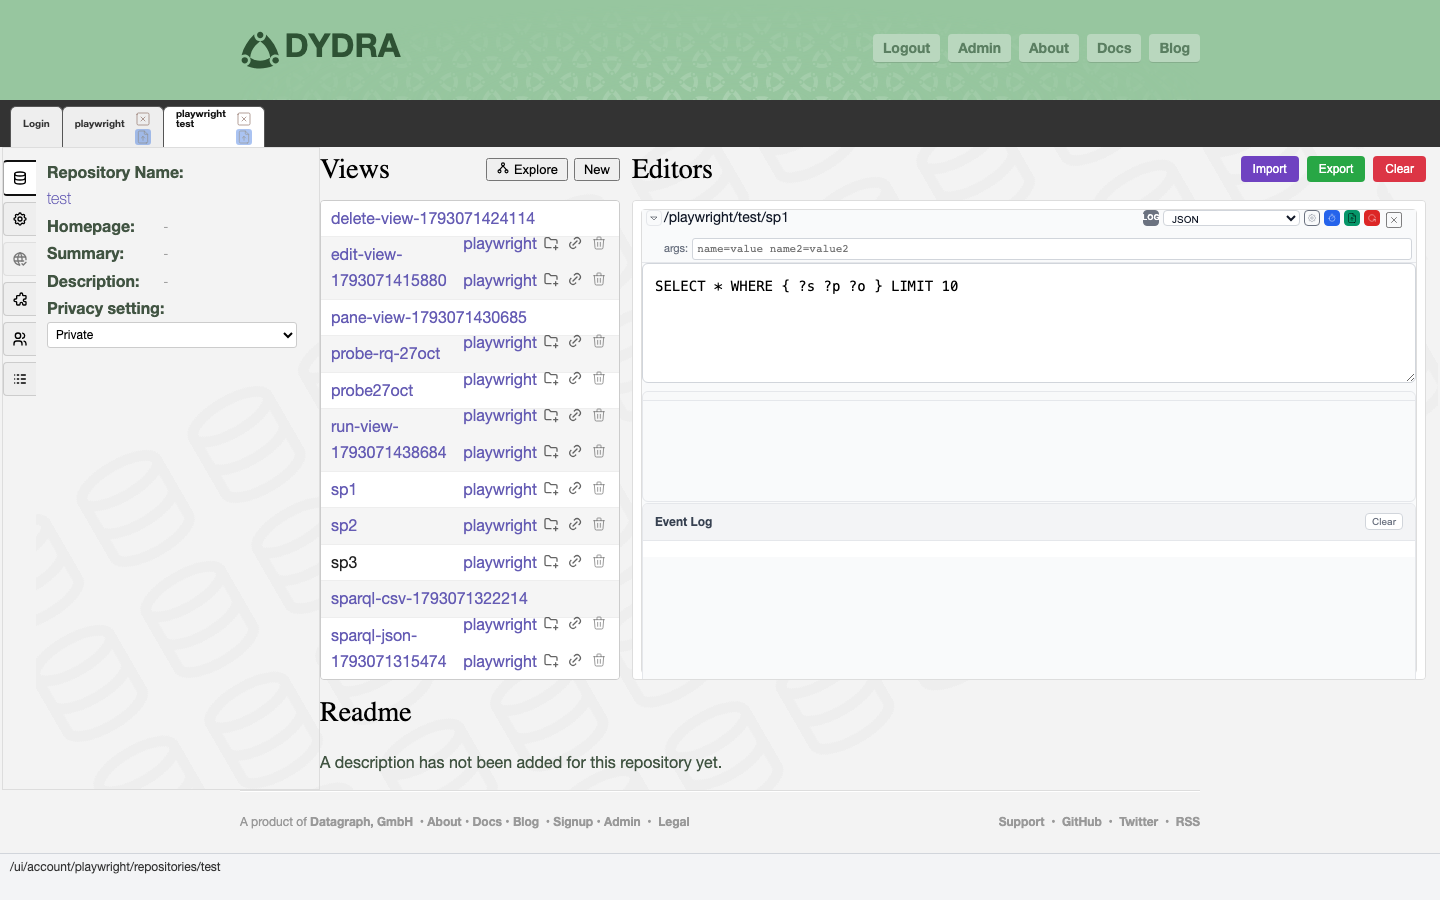 DYDRA
Logout Admin About Docs Blog
Login
playwright
playwright
test
Repository Name:
test
Homepage: -
Summary: -
Description: -
Privacy setting:
Private
Views
Explore New
delete-view-1793071424114
playwright
edit-view-
1793071415880 playwright
pane-view-1793071430685
playwright
probe-rq-27oct
playwright
probe27oct
playwright
run-view-
1793071438684 playwright
sp1 playwright
sp2 playwright
sp3 playwright
sparql-csv-1793071322214
playwright
sparql-json-
1793071315474 playwright
Editors
Import Export Clear
/playwright/test/sp1 LOG JSON
args: name=value name2=value2
SELECT * WHERE { ?s ?p ?o } LIMIT 10
Event Log Clear
Readme
A description has not been added for this repository yet.
A product of Datagraph, GmbH • About • Docs • Blog • Signup • Admin • Legal
Support • GitHub • Twitter • RSS
/ui/account/playwright/repositories/test